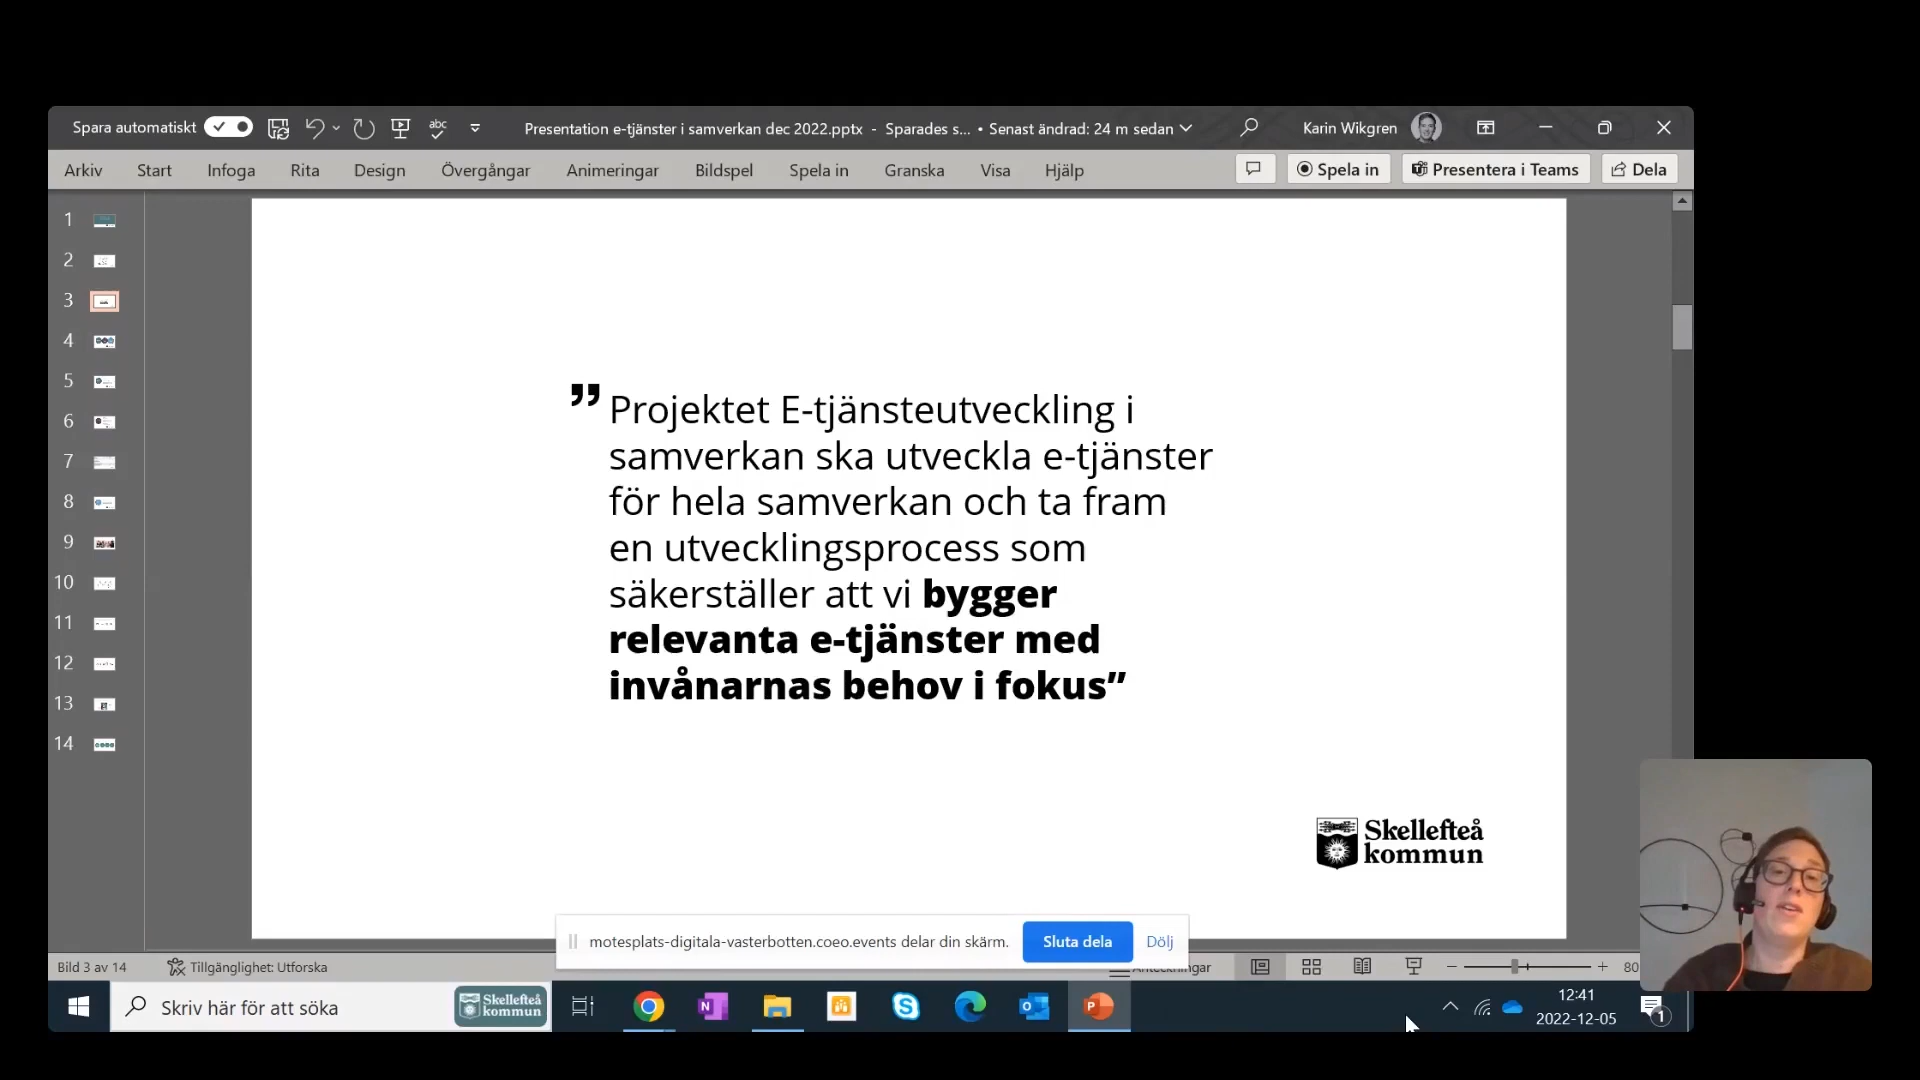 Spara automatiskt
Presentation e-tjänster i samverkan dec 2022.pptx - Sparades s... • Senast ändrad: 24 m sedan
Karin Wikgren
Arkiv Start Infoga Rita Design Övergångar Animeringar Bildspel Spela in Granska Visa Hjälp
Spela in Presentera i Teams Dela
1
2
3
4
5
6
7
8
9
10
11
12
13
14
”Projektet E-tjänsteutveckling i
samverkan ska utveckla e-tjänster
för hela samverkan och ta fram
en utvecklingsprocess som
säkerställer att vi bygger
relevanta e-tjänster med
invånarnas behov i fokus”
Skellefteå
kommun
motesplats-digitala-vasterbotten.coeo.events delar din skärm. Sluta dela Dölj
Bild 3 av 14 Tillgänglighet: Utforska
80
Skriv här för att söka
Skellefteå
kommun
12:41
2022-12-05
1